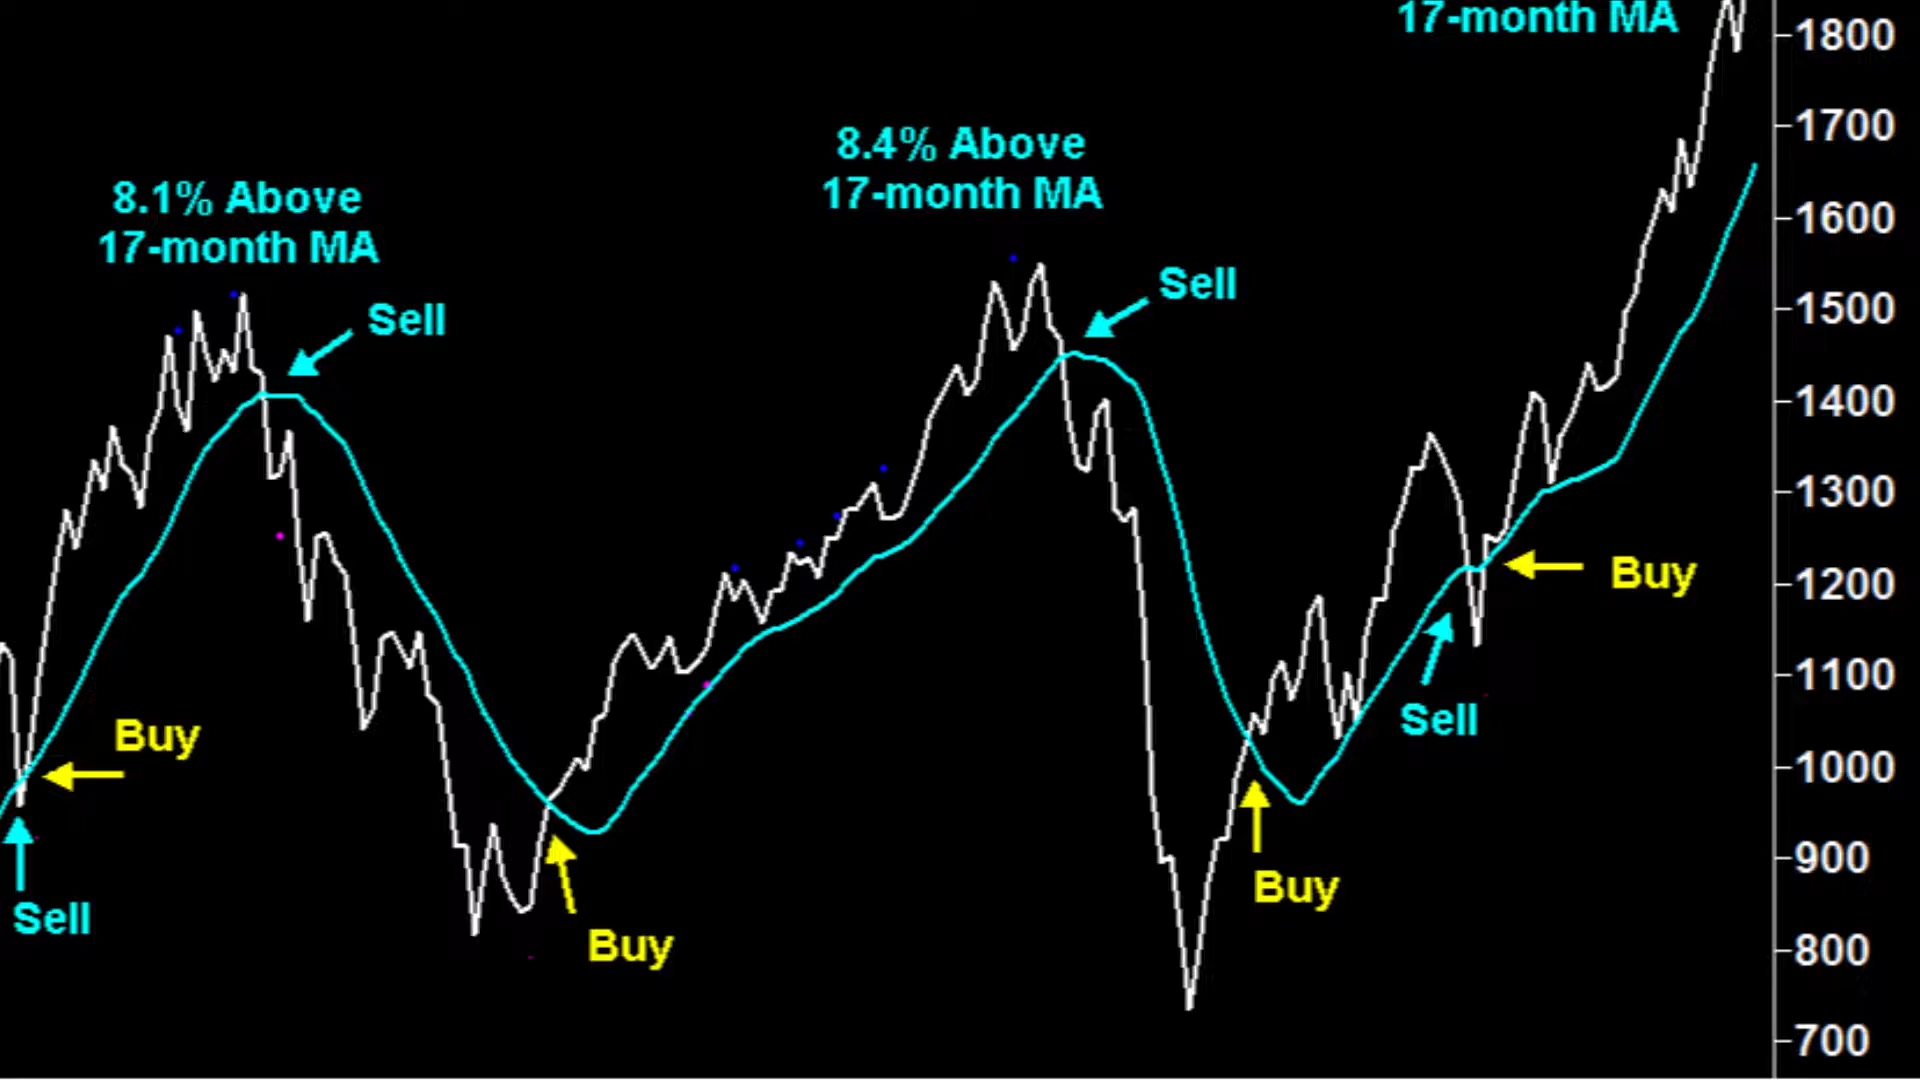 17-month MA
8.4% Above
17-month MA
8.1% Above
17-month MA
Sell
Sell
Buy
Buy
Sell
Sell
Buy
Buy
1800
1700
1600
1500
1400
1300
1200
1100
1000
900
800
700